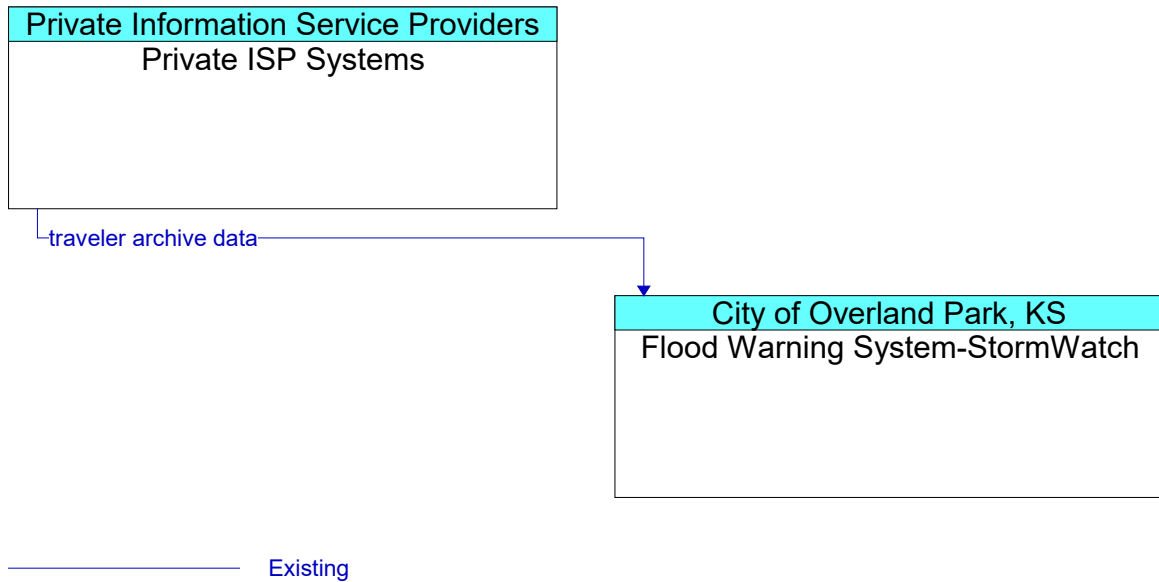 Private Information Service Providers
Private ISP Systems
traveler archive data
City of Overland Park, KS
Flood Warning System-StormWatch
Existing